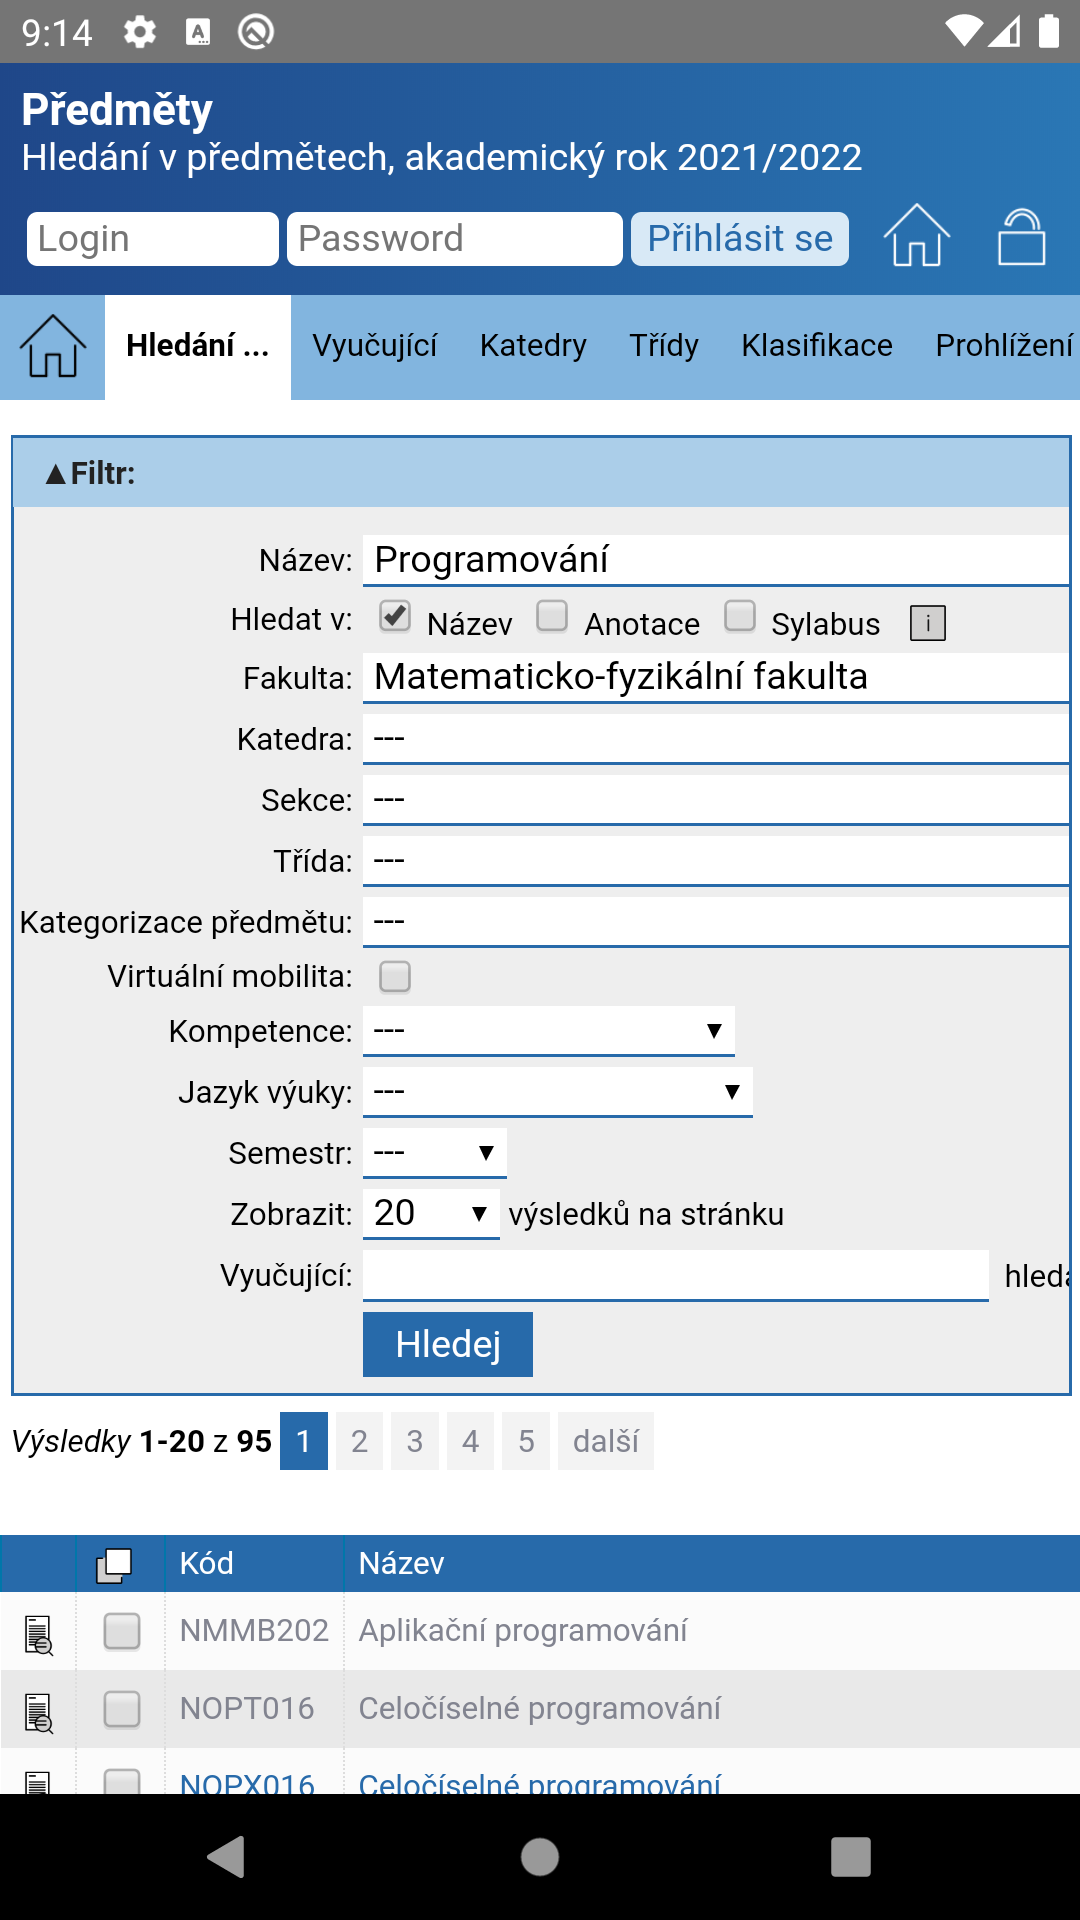 9:14
Předměty
Hledání v předmětech, akademický rok 2021/2022
Login Password Přihlásit se
Hledání ... Vyučující Katedry Třídy Klasifikace Prohlížení
▲Filtr:
Název: Programování
Hledat v: Název Anotace Sylabus i
Fakulta: Matematicko-fyzikální fakulta
Katedra: ---
Sekce: ---
Třída: ---
Kategorizace předmětu: ---
Virtuální mobilita:
Kompetence: --- ▼
Jazyk výuky: --- ▼
Semestr: --- ▼
Zobrazit: 20 ▼ výsledků na stránku
Vyučující: hleda
Hledej
Výsledky 1-20 z 95 1 2 3 4 5 další
Kód Název
NMMB202 Aplikační programování
NOPT016 Celočíselné programování
NOPX016 Celočíselné programování